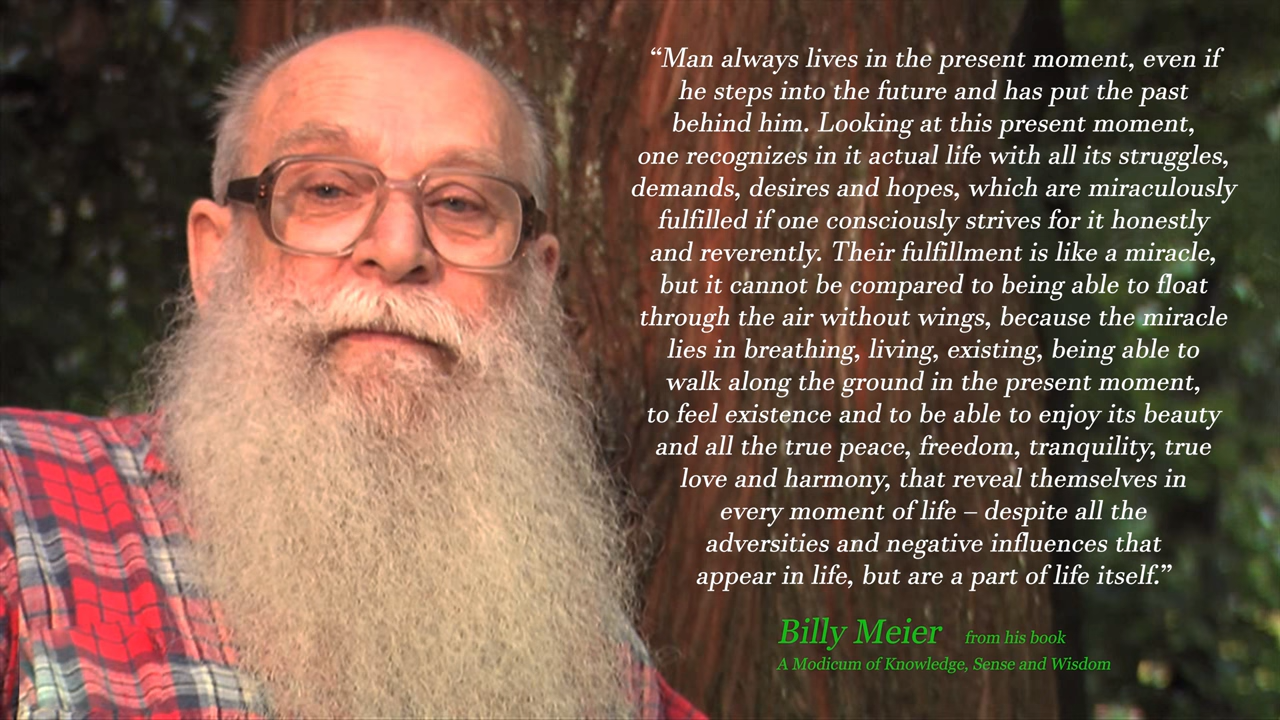 “Man always lives in the present moment, even if
he steps into the future and has put the past
behind him. Looking at this present moment,
one recognizes in it actual life with all its struggles,
demands, desires and hopes, which are miraculously
fulfilled if one consciously strives for it honestly
and reverently. Their fulfillment is like a miracle,
but it cannot be compared to being able to float
through the air without wings, because the miracle
lies in breathing, living, existing, being able to
walk along the ground in the present moment,
to feel existence and to be able to enjoy its beauty
and all the true peace, freedom, tranquility, true
love and harmony, that reveal themselves in
every moment of life – despite all the
adversities and negative influences that
appear in life, but are a part of life itself.”
Billy Meier from his book
A Modicum of Knowledge, Sense and Wisdom